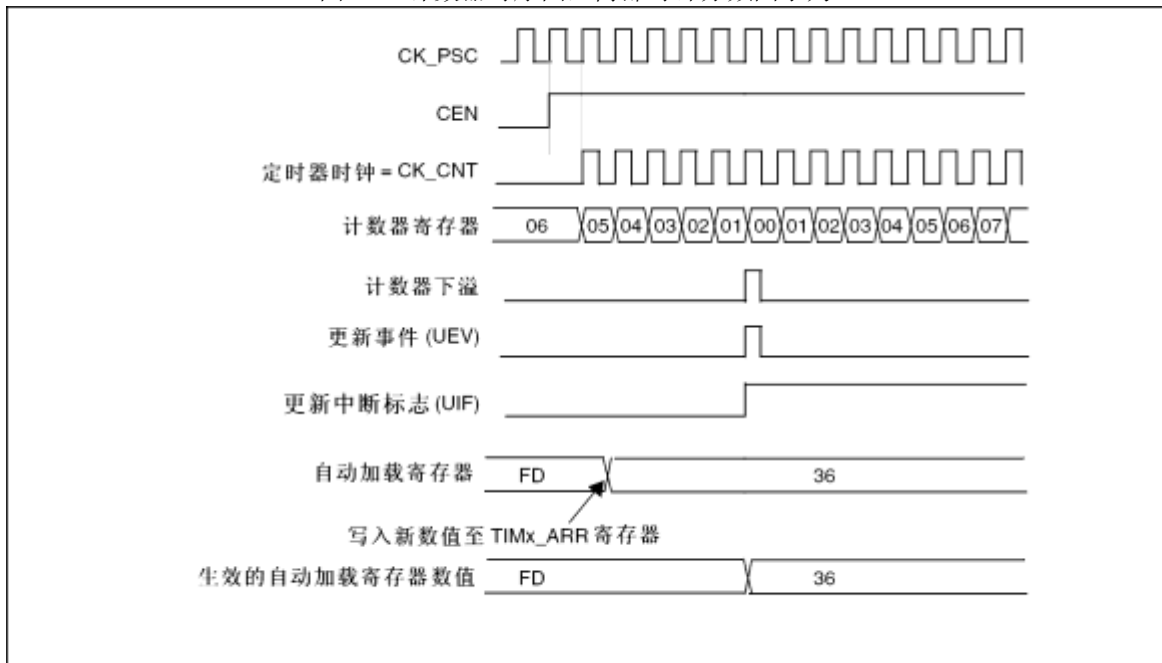 CK_PSC
CEN
定时器时钟 = CK_CNT
计数器寄存器 06 05 04 03 02 01 00 01 02 03 04 05 06 07
计数器下溢
更新事件 (UEV)
更新中断标志 (UIF)
自动加载寄存器 FD 36
写入新数值至 TIMx_ARR 寄存器
生效的自动加载寄存器数值 FD 36